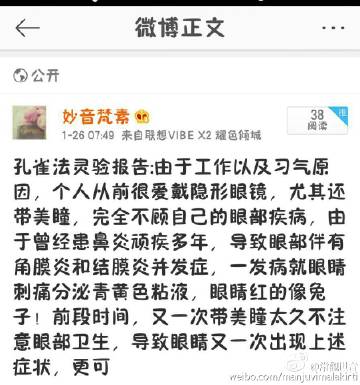 微博正文
公开
妙音梵素
38
阅读
1-26 07:49 来自联想VIBE X2 耀色倾城
孔雀法灵验报告:由于工作以及习气原
因，个人从前很爱戴隐形眼镜，尤其还
带美瞳，完全不顾自己的眼部疾病，由
于曾经患鼻炎顽疾多年，导致眼部伴有
角膜炎和结膜炎并发症，一发病就眼睛
刺痛分泌青黄色粘液，眼睛红的像兔
子！前段时间，又一次带美瞳太久不注
意眼部卫生，导致眼睛又一次出现上述
症状，更可
weibo.com/manjuvimalakirti